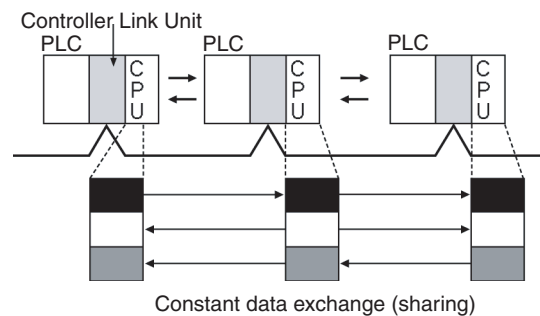 Controller Link Unit
PLC
PLC
PLC
CPU
CPU
CPU
Constant data exchange (sharing)